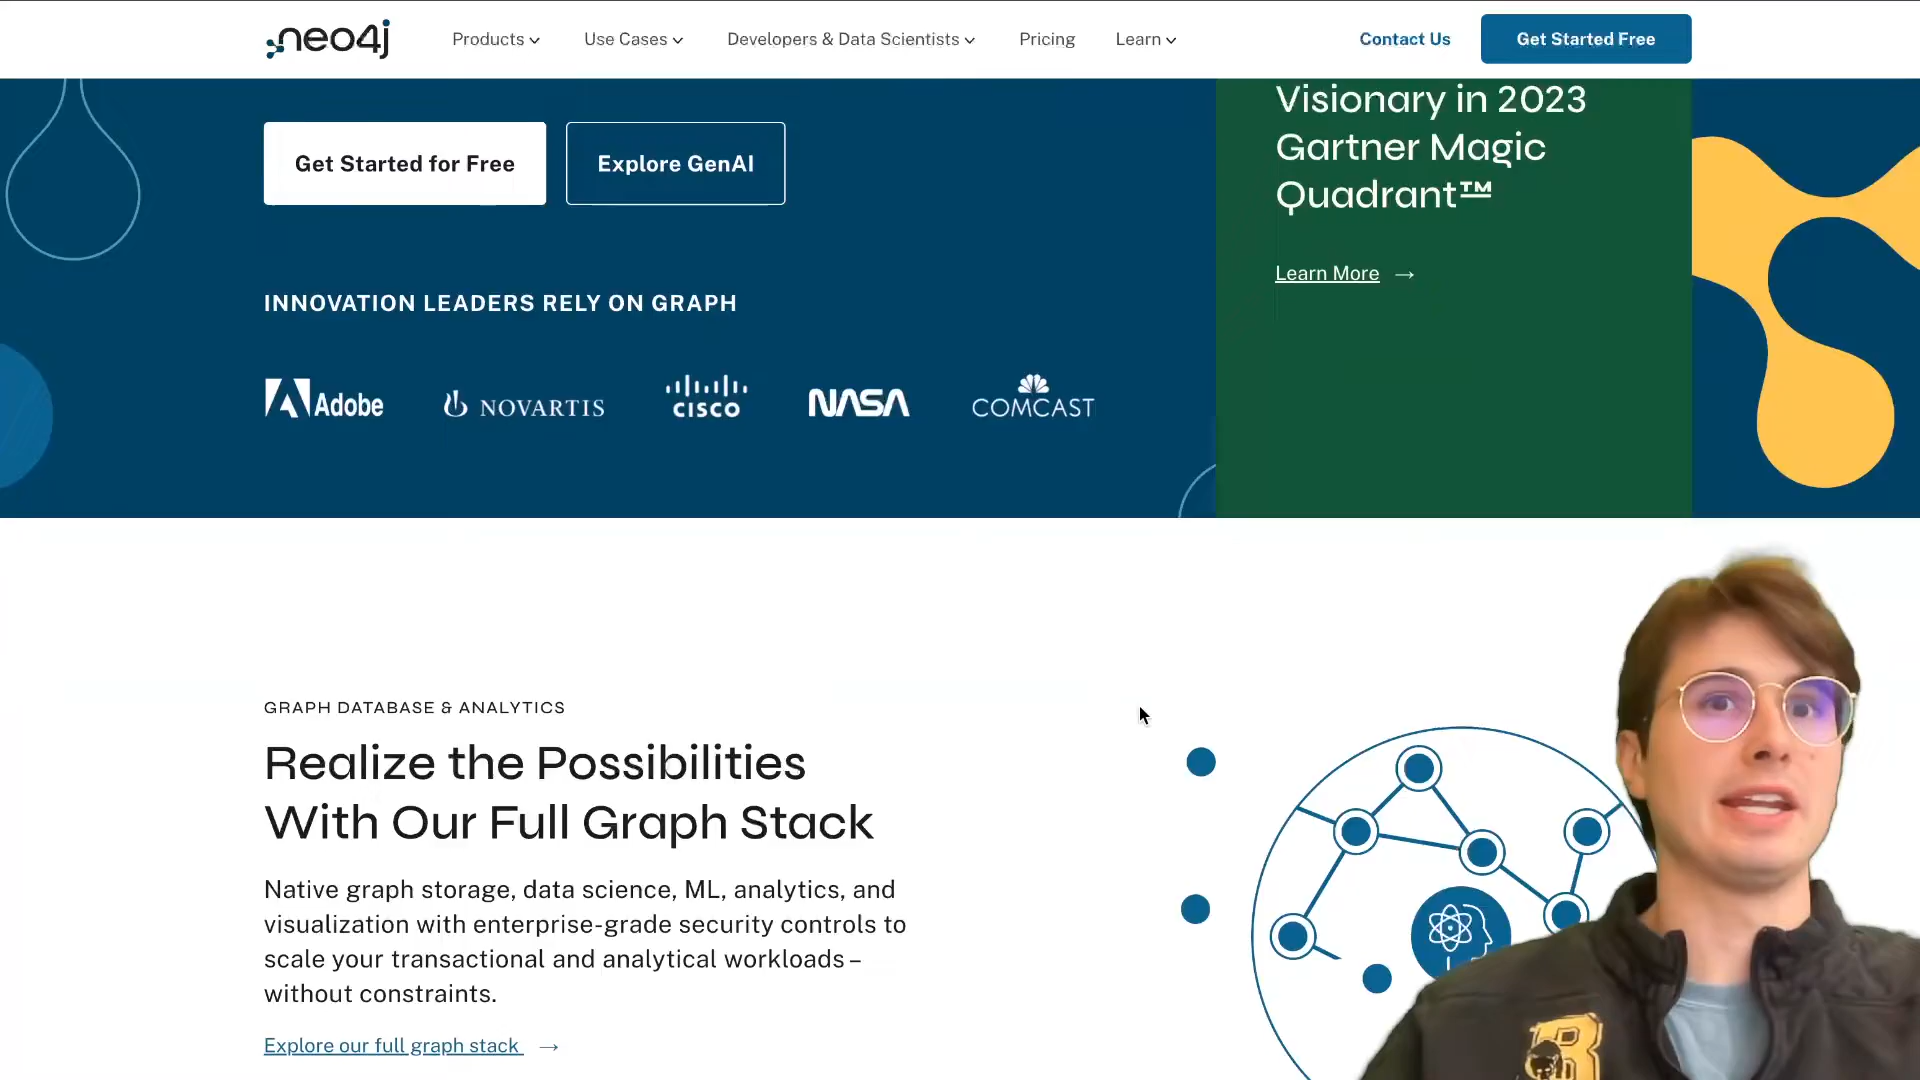 neo4j
Products
Use Cases
Developers & Data Scientists
Pricing
Learn
Contact Us
Get Started Free
Get Started for Free
Explore GenAI
Visionary in 2023
Gartner Magic
Quadrant™
Learn More →
INNOVATION LEADERS RELY ON GRAPH
Adobe
NOVARTIS
CISCO
NASA
COMCAST
GRAPH DATABASE & ANALYTICS
Realize the Possibilities
With Our Full Graph Stack
Native graph storage, data science, ML, analytics, and
visualization with enterprise-grade security controls to
scale your transactional and analytical workloads –
without constraints.
Explore our full graph stack →
B